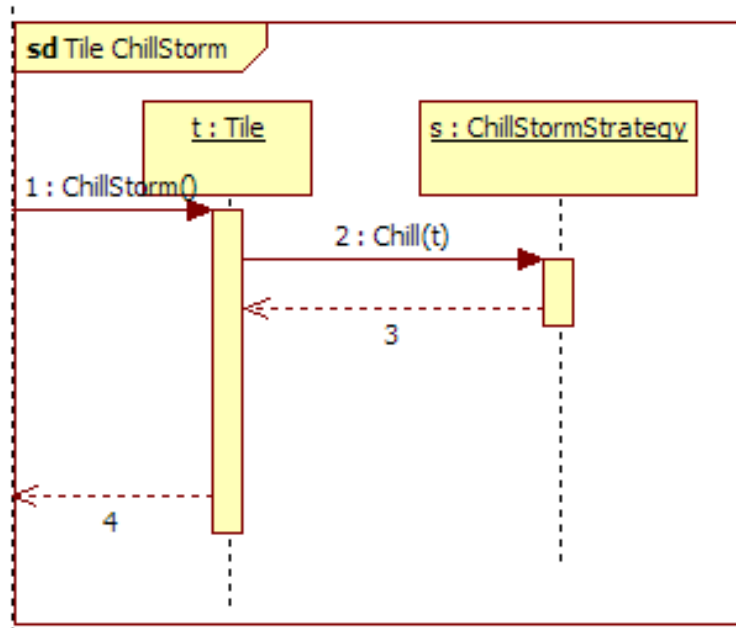 sd Tile ChillStorm
t : Tile
s : ChillStormStrategy
1 : ChillStorm()
2 : Chill(t)
3
4